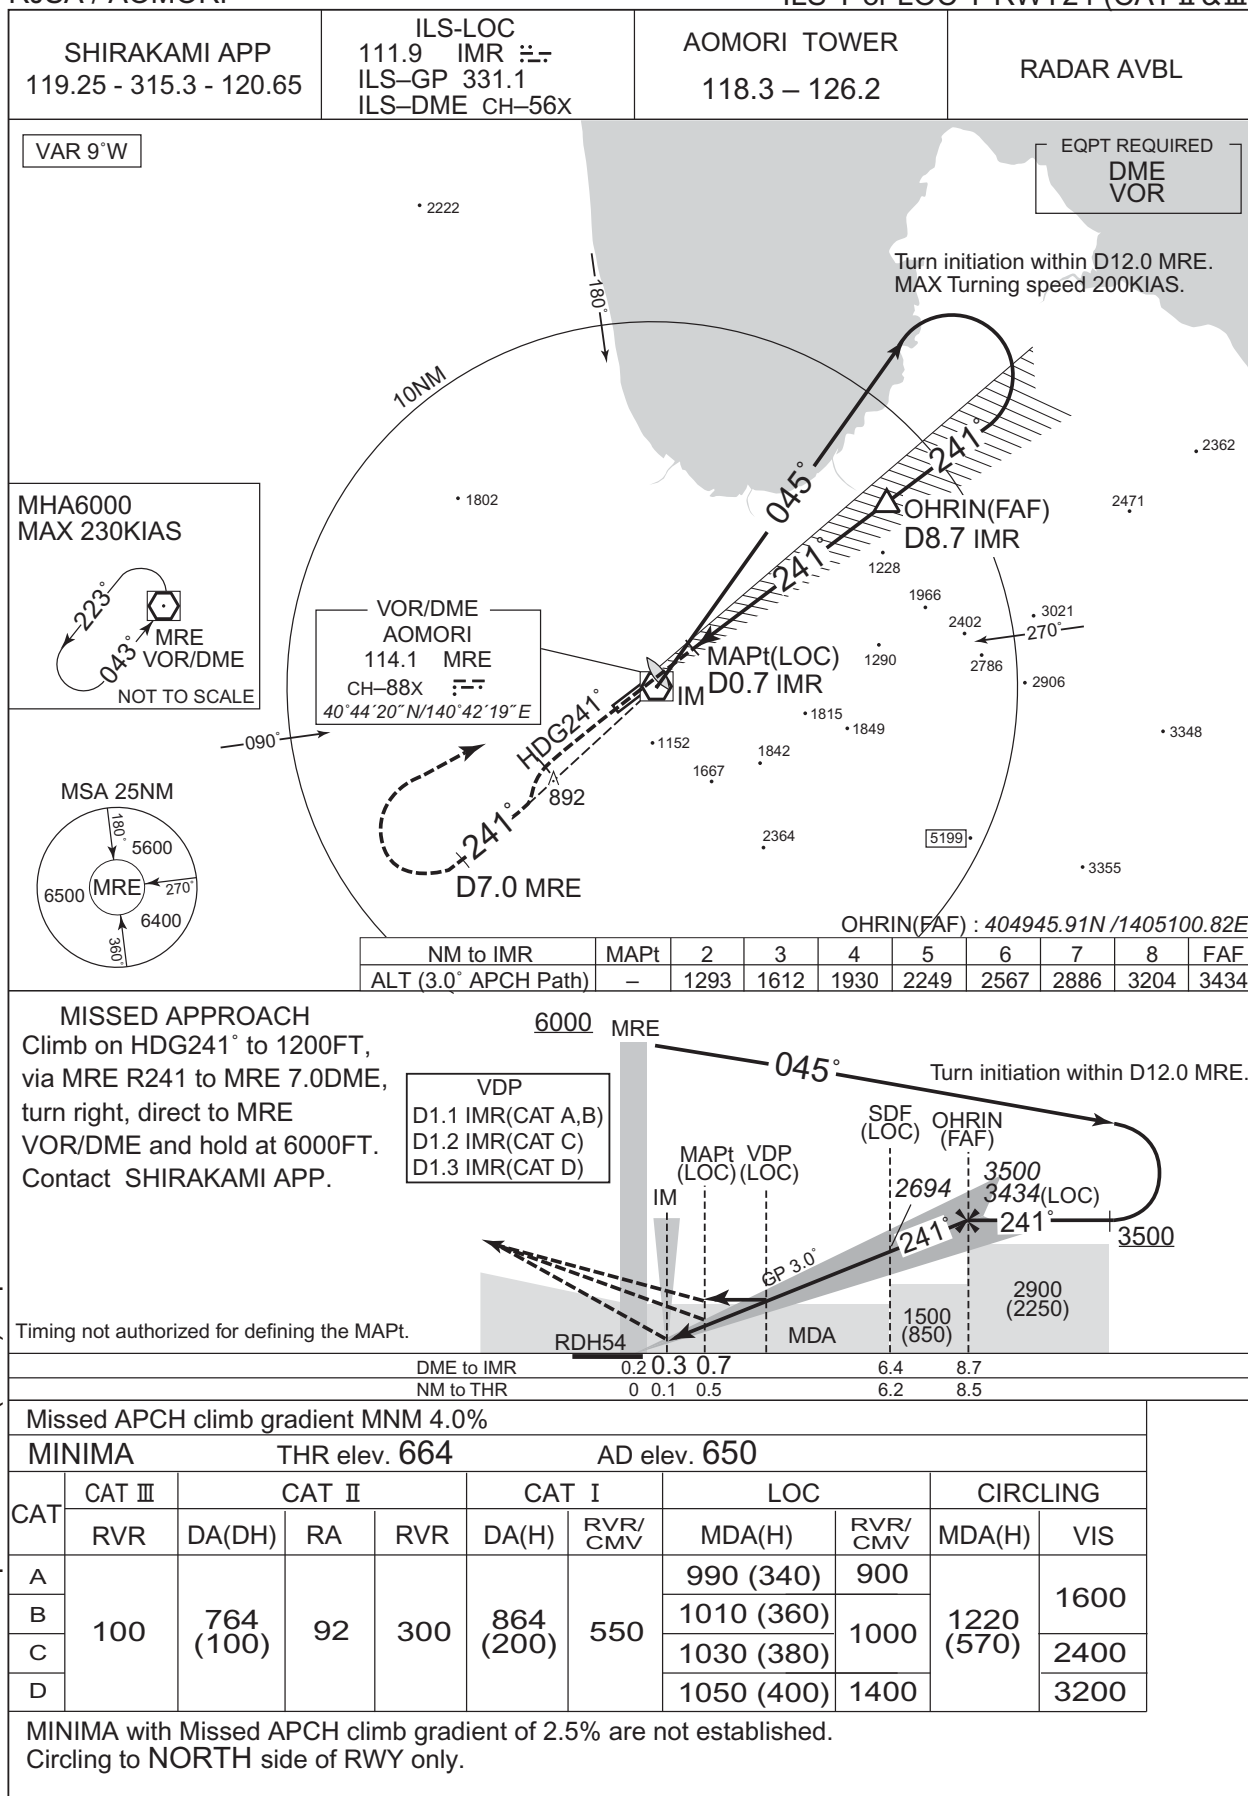 RJSA / AOMORI
ILS Y or LOC Y RWY24 (CAT Ⅱ & Ⅲ
SHIRAKAMI APP
119.25 - 315.3 - 120.65
ILS-LOC
111.9 IMR
ILS–GP 331.1
ILS–DME CH–56X
AOMORI TOWER
118.3 – 126.2
RADAR AVBL
VAR 9°W
EQPT REQUIRED
DME
VOR
2222
Turn initiation within D12.0 MRE.
MAX Turning speed 200KIAS.
180°
10NM
2362
MHA6000
MAX 230KIAS
223°
043°
MRE
VOR/DME
NOT TO SCALE
1802
045°
241°
2471
OHRIN(FAF)
D8.7 IMR
241°
1228
1966
3021
2402
270°
VOR/DME
AOMORI
114.1 MRE
CH–88X
40°44′20″N/140°42′19″E
MAPt(LOC)
D0.7 IMR
IM
1290
2786
2906
HDG241°
1815
1849
3348
090°
1152
1842
1667
892
MSA 25NM
180°
5600
MRE
270°
6500
6400
360°
241°
D7.0 MRE
2364
5199
3355
OHRIN(FAF) : 404945.91N /1405100.82E
NM to IMR MAPt 2 3 4 5 6 7 8 FAF
ALT (3.0° APCH Path) – 1293 1612 1930 2249 2567 2886 3204 3434
MISSED APPROACH
Climb on HDG241° to 1200FT,
via MRE R241 to MRE 7.0DME,
turn right, direct to MRE
VOR/DME and hold at 6000FT.
Contact SHIRAKAMI APP.
VDP
D1.1 IMR(CAT A,B)
D1.2 IMR(CAT C)
D1.3 IMR(CAT D)
6000 MRE
045°
Turn initiation within D12.0 MRE.
SDF
(LOC)
OHRIN
(FAF)
MAPt
(LOC)
VDP
(LOC)
IM
2694
3500
3434(LOC)
241°
241°
3500
GP 3.0°
2900
(2250)
1500
(850)
MDA
RDH54
Timing not authorized for defining the MAPt.
DME to IMR 0.2 0.3 0.7 6.4 8.7
NM to THR 0 0.1 0.5 6.2 8.5
Missed APCH climb gradient MNM 4.0%
MINIMA THR elev. 664 AD elev. 650
CAT CAT Ⅲ CAT Ⅱ CAT Ⅰ LOC CIRCLING
RVR DA(DH) RA RVR DA(H) RVR/CMV MDA(H) RVR/CMV MDA(H) VIS
A 990 (340) 900
B 100 764 (100) 92 300 864 (200) 550 1010 (360) 1000 1220 (570) 1600
C 1030 (380) 2400
D 1050 (400) 1400 3200
MINIMA with Missed APCH climb gradient of 2.5% are not established.
Circling to NORTH side of RWY only.